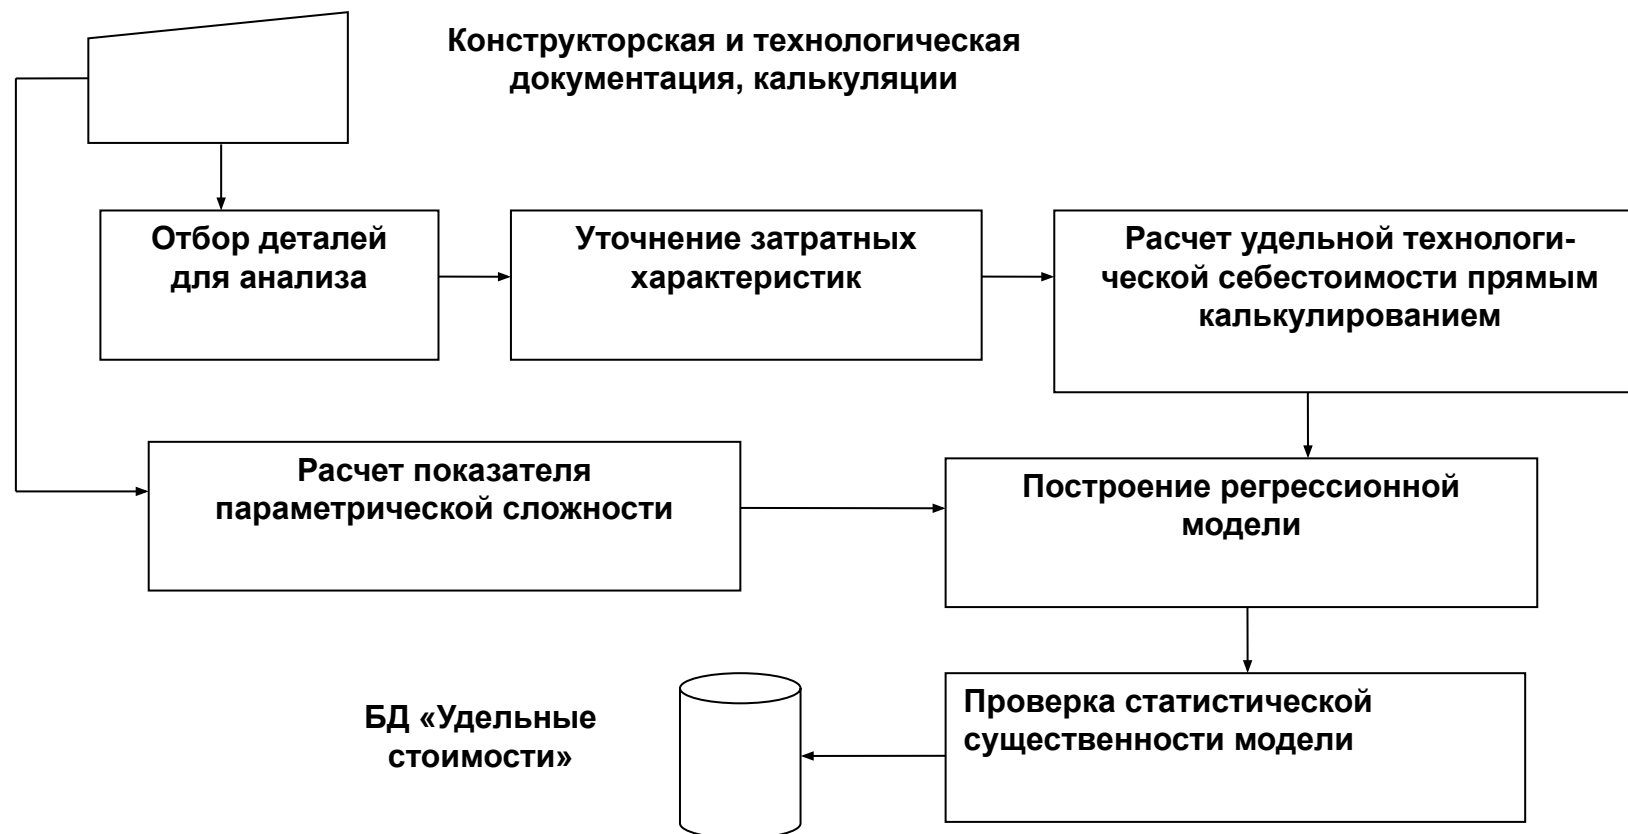 Конструкторская и технологическая
документация, калькуляции
Отбор деталей
для анализа
Уточнение затратных
характеристик
Расчет удельной технологи-
ческой себестоимости прямым
калькулированием
Расчет показателя
параметрической сложности
Построение регрессионной
модели
БД «Удельные
стоимости»
Проверка статистической
существенности модели